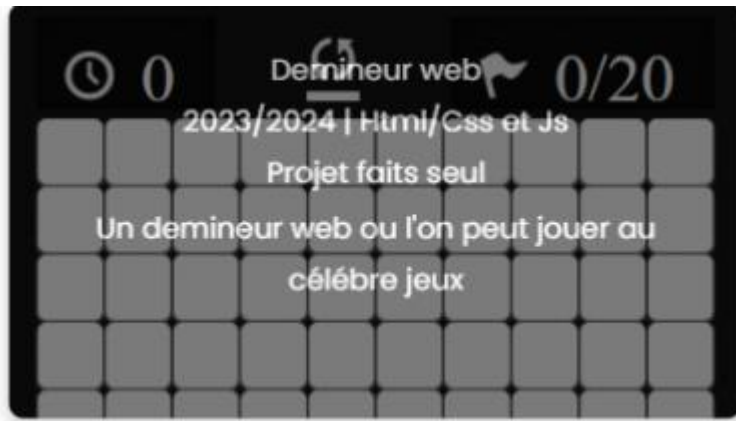 0
0/20
Demineur web
2023/2024 | Html/Css et Js
Projet faits seul
Un demineur web ou l'on peut jouer au
célébre jeux